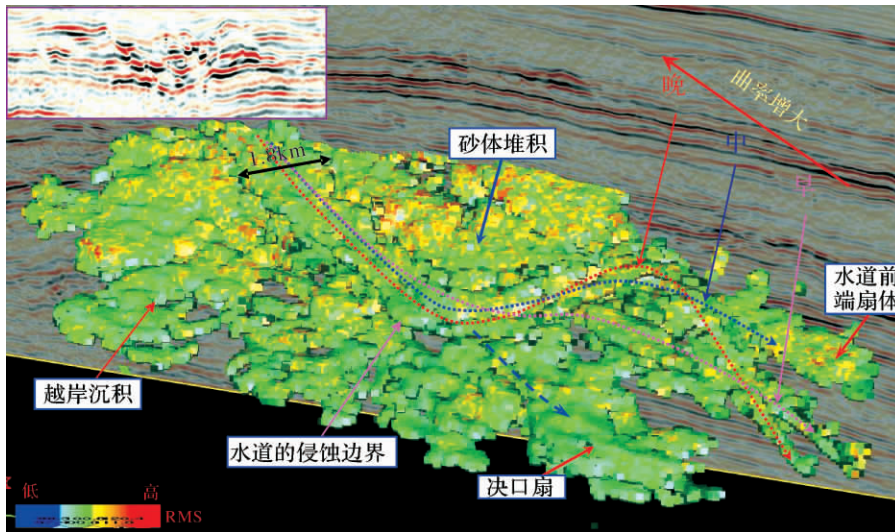 曲率增大
晚
中
早
1.8km
砂体堆积
水道前
端扇体
越岸沉积
水道的侵蚀边界
决口扇
低
高
RMS